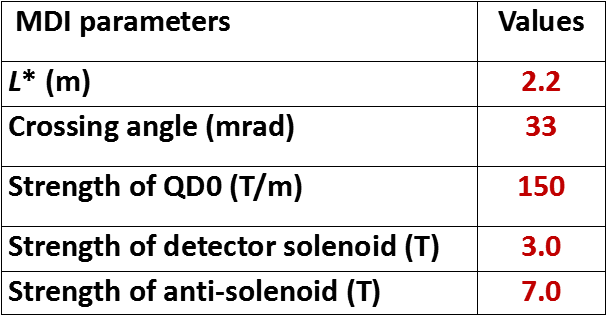 MDI parameters Values
L* (m) 2.2
Crossing angle (mrad) 33
Strength of QD0 (T/m) 150
Strength of detector solenoid (T) 3.0
Strength of anti-solenoid (T) 7.0